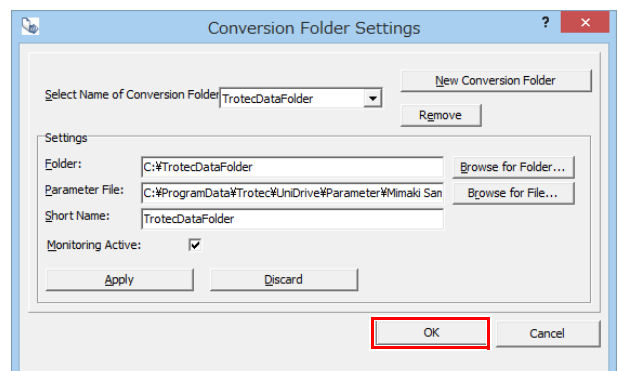 Conversion Folder Settings
?
New Conversion Folder
Select Name of Conversion Folder
TrotecDataFolder
Remove
Settings
Folder:
C:¥TrotecDataFolder
Browse for Folder...
Parameter File:
C:¥ProgramData¥Trotec¥UniDrive¥Parameter¥Mimaki San
Browse for File...
Short Name:
TrotecDataFolder
Monitoring Active:
Apply
Discard
OK
Cancel